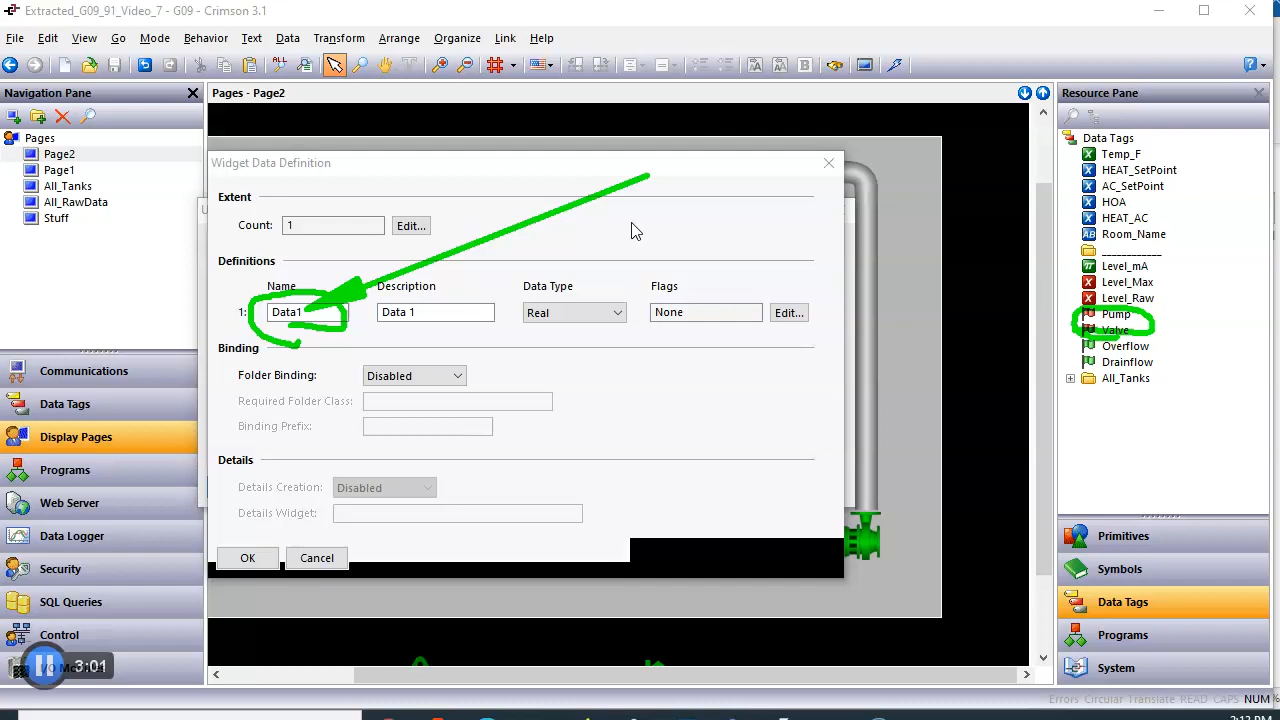 Extracted_G09_91_Video_7 - G09 - Crimson 3.1
File Edit View Go Mode Behavior Text Data Transform Arrange Organize Link Help
Navigation Pane
Pages
Page2
Page1
All_Tanks
All_RawData
Stuff
Communications
Data Tags
Display Pages
Programs
Web Server
Data Logger
Security
SQL Queries
Control
3:01
Pages - Page2
Widget Data Definition
Extent
Count: 1 Edit...
Definitions
Name Description Data Type Flags
1: Data1 Data 1 Real None Edit...
Binding
Folder Binding: Disabled
Required Folder Class:
Binding Prefix:
Details
Details Creation: Disabled
Details Widget:
OK Cancel
Resource Pane
Data Tags
Temp_F
HEAT_SetPoint
AC_SetPoint
HOA
HEAT_AC
Room_Name
____________
Level_mA
Level_Max
Level_Raw
Pump
Valve
Overflow
Drainflow
All_Tanks
Primitives
Symbols
Data Tags
Programs
System
Errors Circular Translate READ CAPS NUM